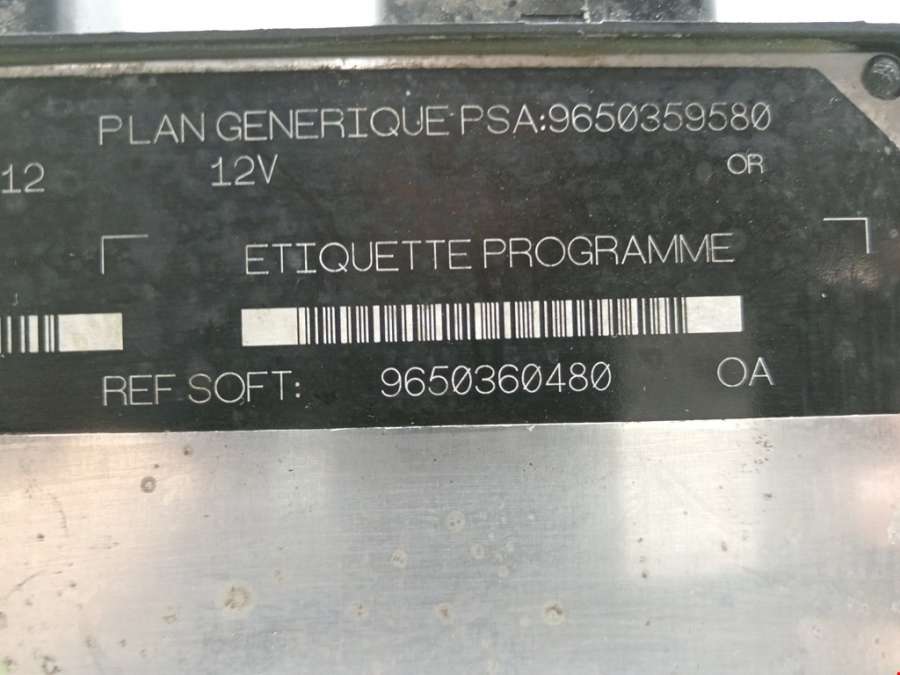 PLAN GENERIQUE PSA:9650359580
12 12V OR
ETIQUETTE PROGRAMME
REF SOFT: 9650360480 OA